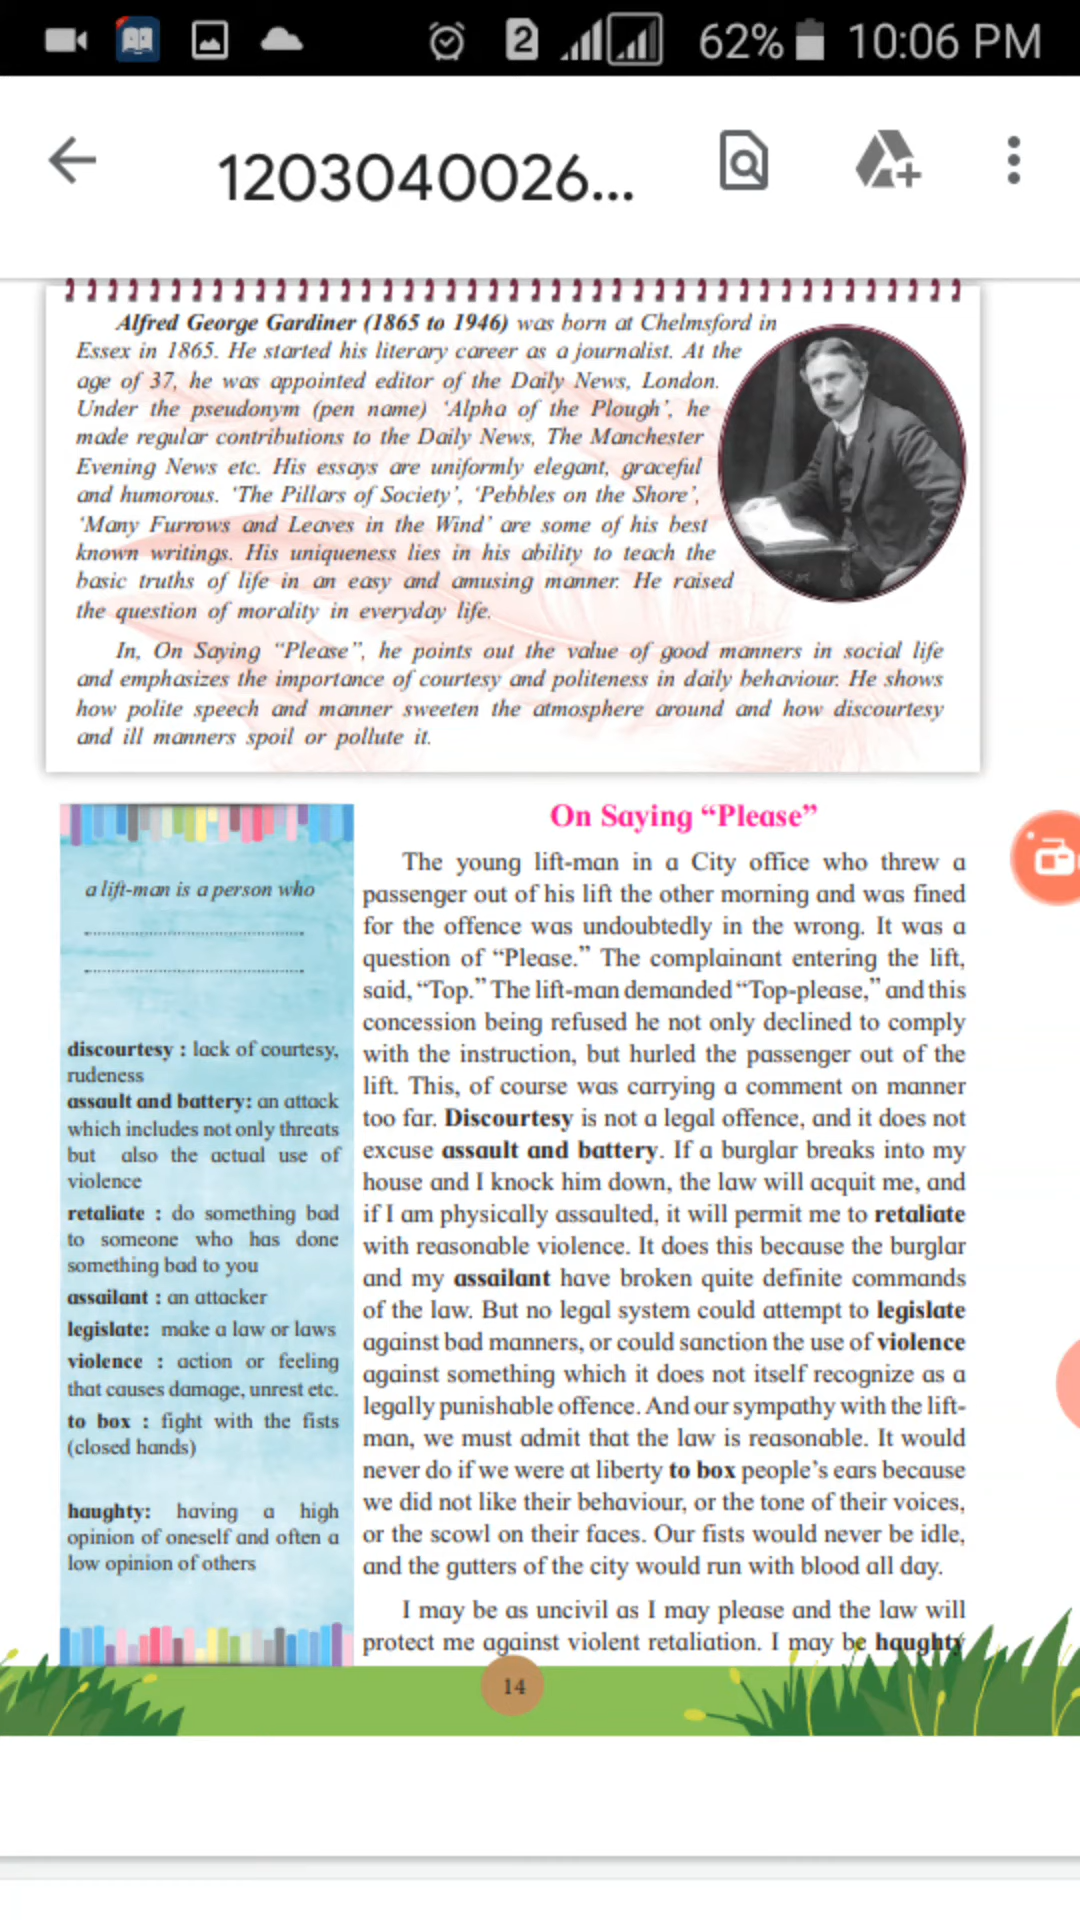 2 62% 10:06 PM
1203040026...
Alfred George Gardiner (1865 to 1946) was born at Chelmsford in
Essex in 1865. He started his literary career as a journalist. At the
age of 37, he was appointed editor of the Daily News, London.
Under the pseudonym (pen name) ‘Alpha of the Plough’, he
made regular contributions to the Daily News, The Manchester
Evening News etc. His essays are uniformly elegant, graceful
and humorous. ‘The Pillars of Society’, ‘Pebbles on the Shore’,
‘Many Furrows and Leaves in the Wind’ are some of his best
known writings. His uniqueness lies in his ability to teach the
basic truths of life in an easy and amusing manner. He raised
the question of morality in everyday life.
In, On Saying “Please”, he points out the value of good manners in social life
and emphasizes the importance of courtesy and politeness in daily behaviour. He shows
how polite speech and manner sweeten the atmosphere around and how discourtesy
and ill manners spoil or pollute it.
a lift-man is a person who
discourtesy : lack of courtesy,
rudeness
assault and battery: an attack
which includes not only threats
but also the actual use of
violence
retaliate : do something bad
to someone who has done
something bad to you
assailant : an attacker
legislate: make a law or laws
violence : action or feeling
that causes damage, unrest etc.
to box : fight with the fists
(closed hands)
haughty: having a high
opinion of oneself and often a
low opinion of others
On Saying “Please”
The young lift-man in a City office who threw a
passenger out of his lift the other morning and was fined
for the offence was undoubtedly in the wrong. It was a
question of “Please.” The complainant entering the lift,
said, “Top.” The lift-man demanded “Top-please,” and this
concession being refused he not only declined to comply
with the instruction, but hurled the passenger out of the
lift. This, of course was carrying a comment on manner
too far. Discourtesy is not a legal offence, and it does not
excuse assault and battery. If a burglar breaks into my
house and I knock him down, the law will acquit me, and
if I am physically assaulted, it will permit me to retaliate
with reasonable violence. It does this because the burglar
and my assailant have broken quite definite commands
of the law. But no legal system could attempt to legislate
against bad manners, or could sanction the use of violence
against something which it does not itself recognize as a
legally punishable offence. And our sympathy with the lift-
man, we must admit that the law is reasonable. It would
never do if we were at liberty to box people’s ears because
we did not like their behaviour, or the tone of their voices,
or the scowl on their faces. Our fists would never be idle,
and the gutters of the city would run with blood all day.
I may be as uncivil as I may please and the law will
protect me against violent retaliation. I may be haughty
14